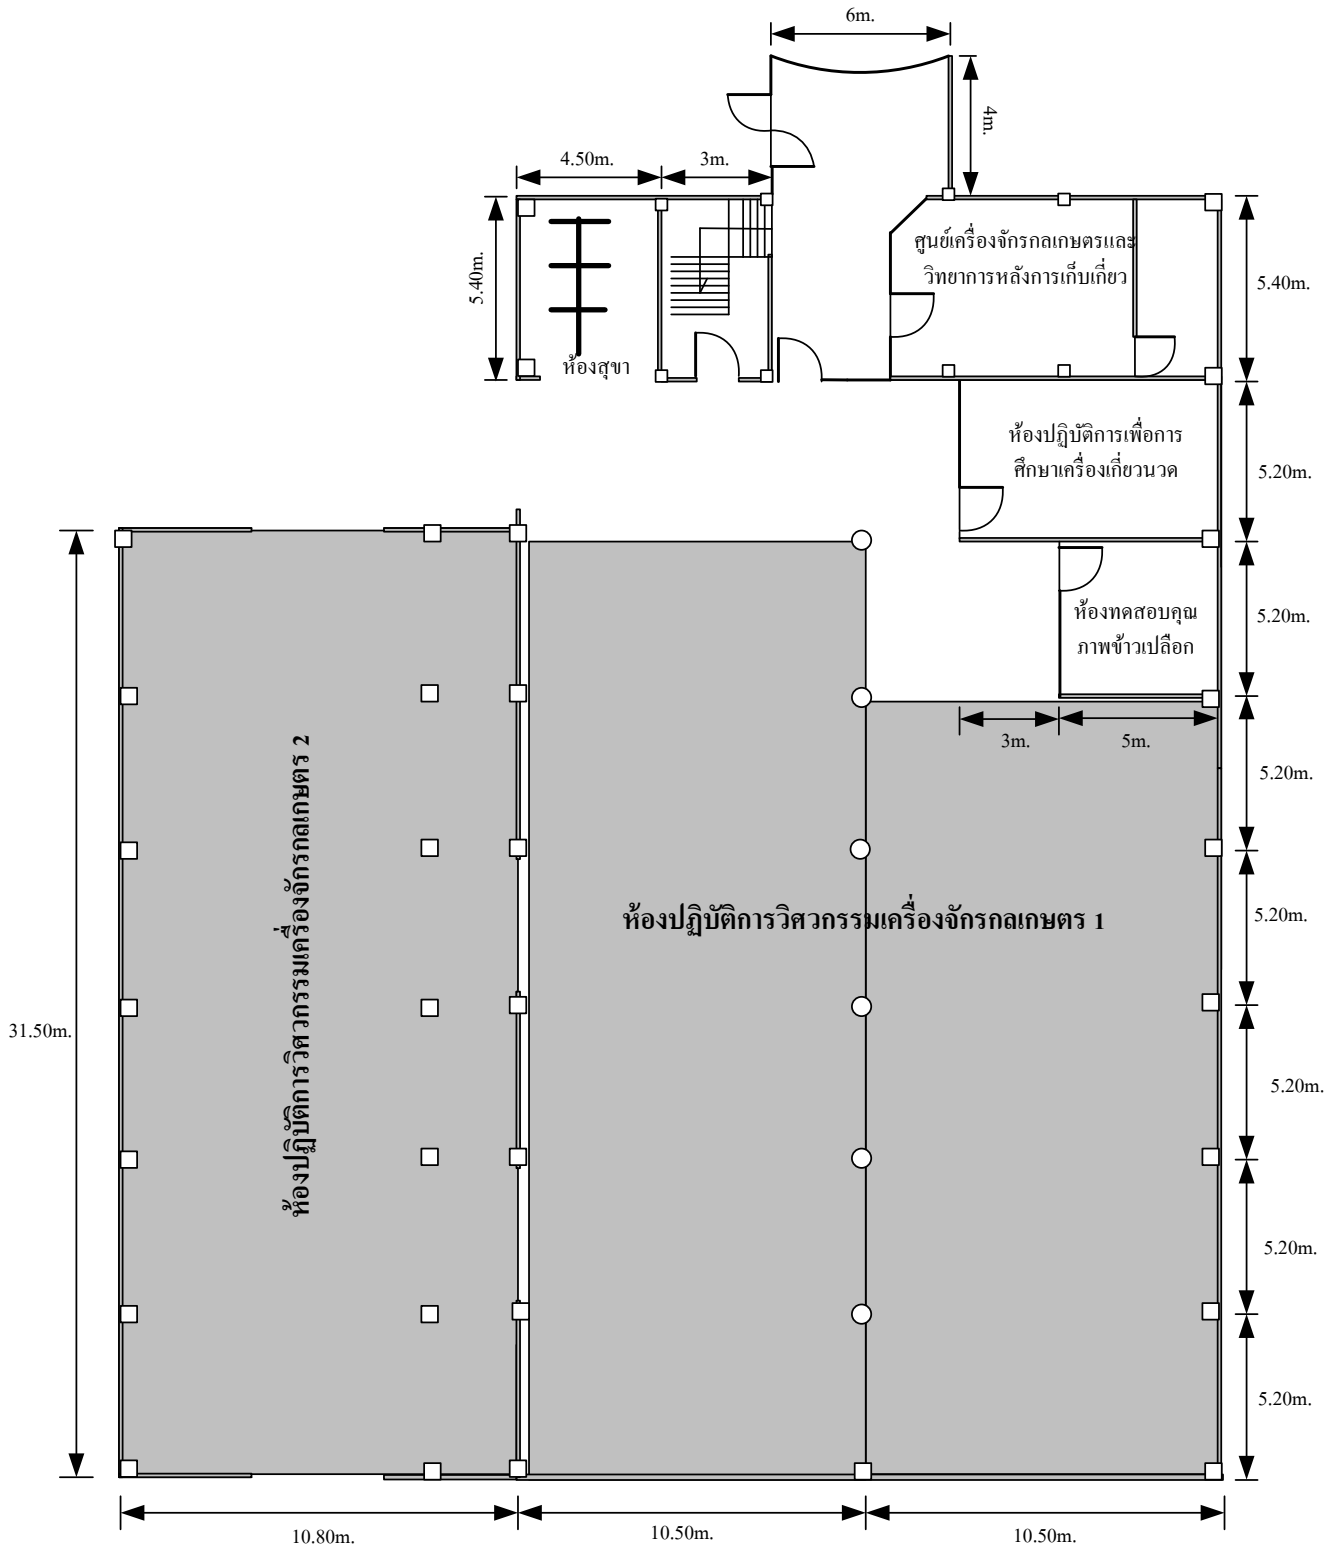 6m.
4m.
4.50m.
3m.
5.40m.
ศูนย์เครื่องจักรกลเกษตรและ
วิทยาการหลังการเก็บเกี่ยว
5.40m.
ห้องสุขา
ห้องปฏิบัติการเพื่อการ
ศึกษาเครื่องเกี่ยวนวด
5.20m.
ห้องทดสอบคุณ
ภาพข้าวเปลือก
5.20m.
3m.
5m.
5.20m.
ห้องปฏิบัติการวิศวกรรมเครื่องจักรกลเกษตร 2
ห้องปฏิบัติการวิศวกรรมเครื่องจักรกลเกษตร 1
5.20m.
31.50m.
5.20m.
5.20m.
5.20m.
10.80m.
10.50m.
10.50m.